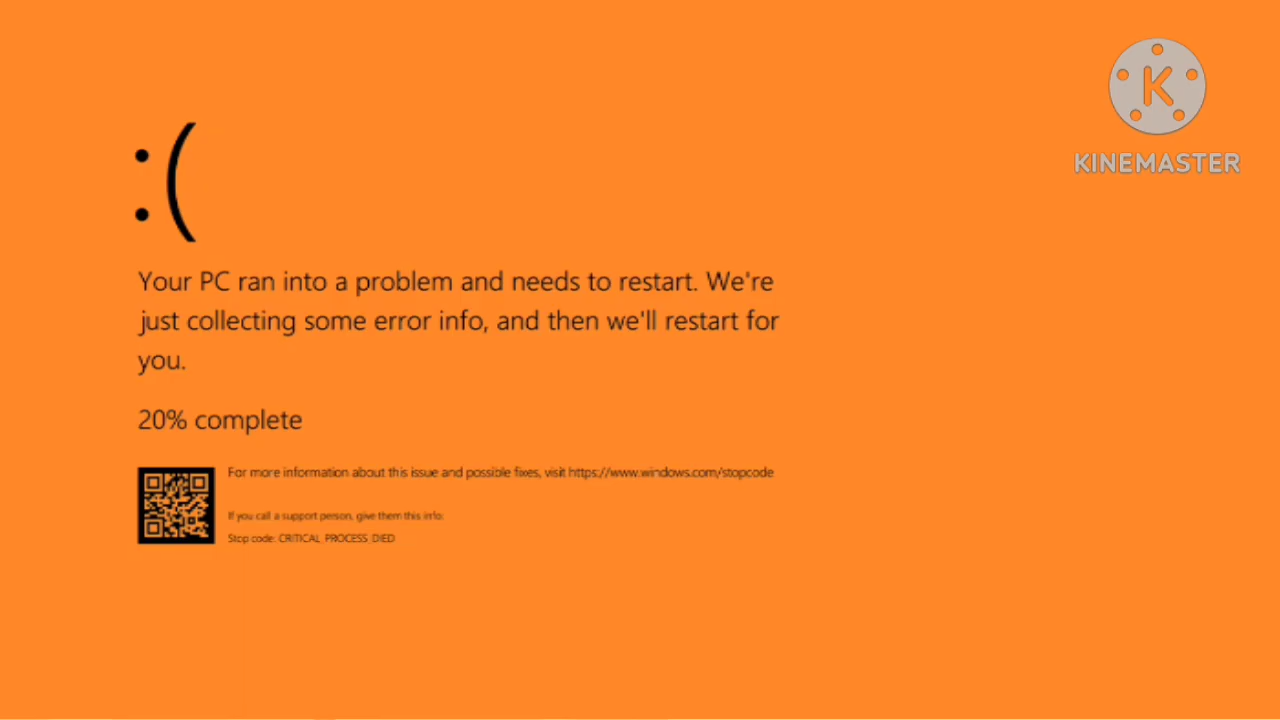 :(
K
KINEMASTER
Your PC ran into a problem and needs to restart. We're
just collecting some error info, and then we'll restart for
you.
20% complete
For more information about this issue and possible fixes, visit https://www.windows.com/stopcode
If you call a support person, give them this info:
Stop code: CRITICAL_PROCESS_DIED